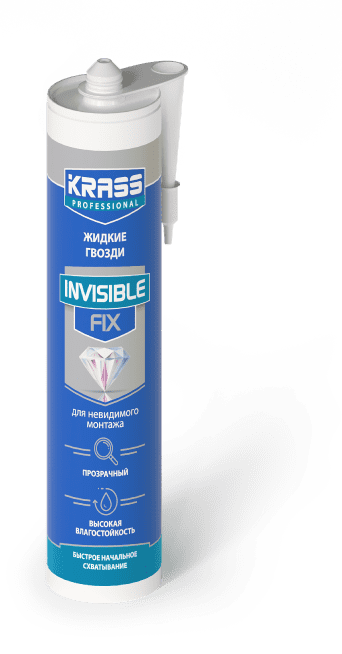 KRASS
PROFESSIONAL
ЖИДКИЕ
ГВОЗДИ
INVISIBLE
FIX
для невидимого
монтажа
ПРОЗРАЧНЫЙ
ВЫСОКАЯ
ВЛАГОСТОЙКОСТЬ
БЫСТРОЕ НАЧАЛЬНОЕ
СХВАТЫВАНИЕ